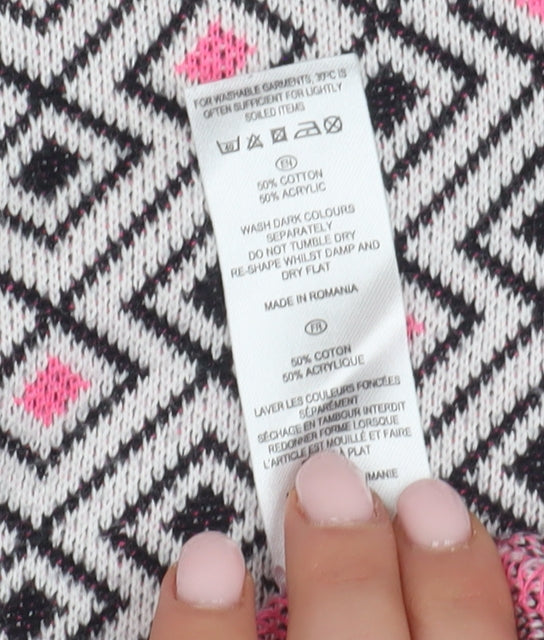 FOR WASHABLE GARMENTS, 30°C IS
OFTEN SUFFICIENT FOR LIGHTLY
SOILED ITEMS
EN
50% COTTON
50% ACRYLIC
WASH DARK COLOURS
SEPARATELY
DO NOT TUMBLE DRY
RE-SHAPE WHILST DAMP AND
DRY FLAT
MADE IN ROMANIA
FR
50% COTON
50% ACRYLIQUE
LAVER LES COULEURS FONCÉES
SÉPARÉMENT
SÉCHAGE EN TAMBOUR INTERDIT
REDONNER FORME LORSQUE
L'ARTICLE EST MOUILLÉ ET FAIRE
À PLAT